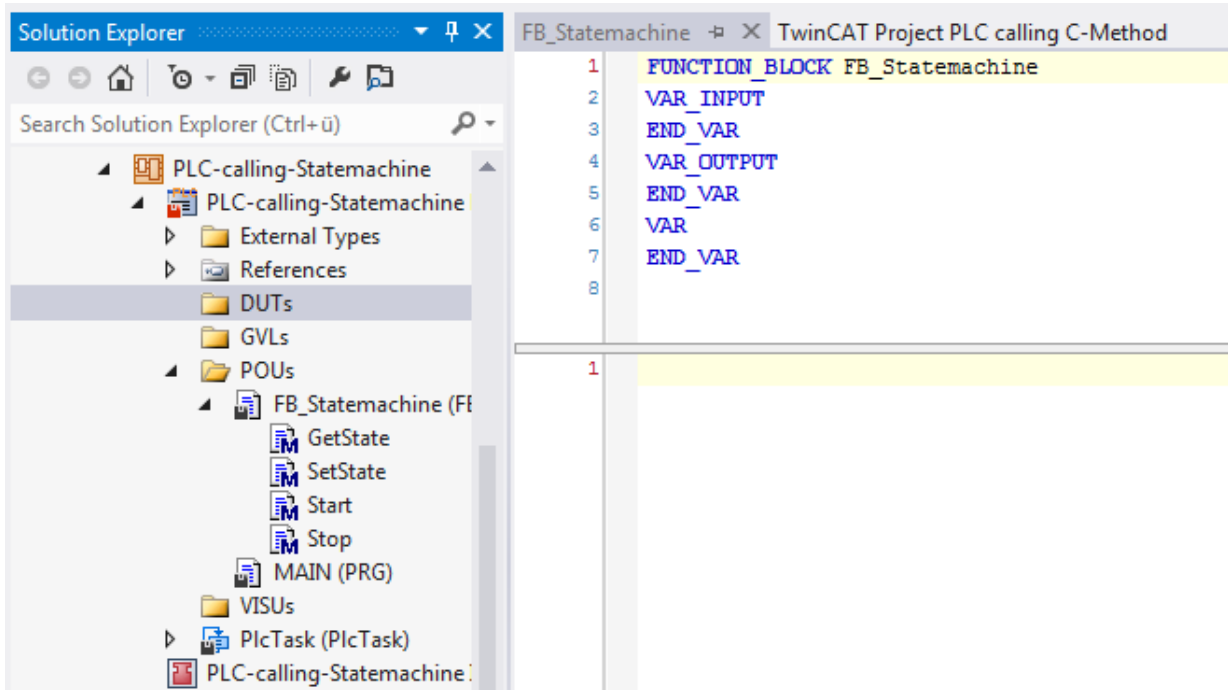 Solution Explorer
Search Solution Explorer (Ctrl+ü)
PLC-calling-Statemachine
PLC-calling-Statemachine
External Types
References
DUTs
GVLs
POUs
FB_Statemachine (FB
GetState
SetState
Start
Stop
MAIN (PRG)
VISUs
PlcTask (PlcTask)
PLC-calling-Statemachine
FB_Statemachine TwinCAT Project PLC calling C-Method
1 FUNCTION_BLOCK FB_Statemachine
2 VAR_INPUT
3 END_VAR
4 VAR_OUTPUT
5 END_VAR
6 VAR
7 END_VAR
8
1